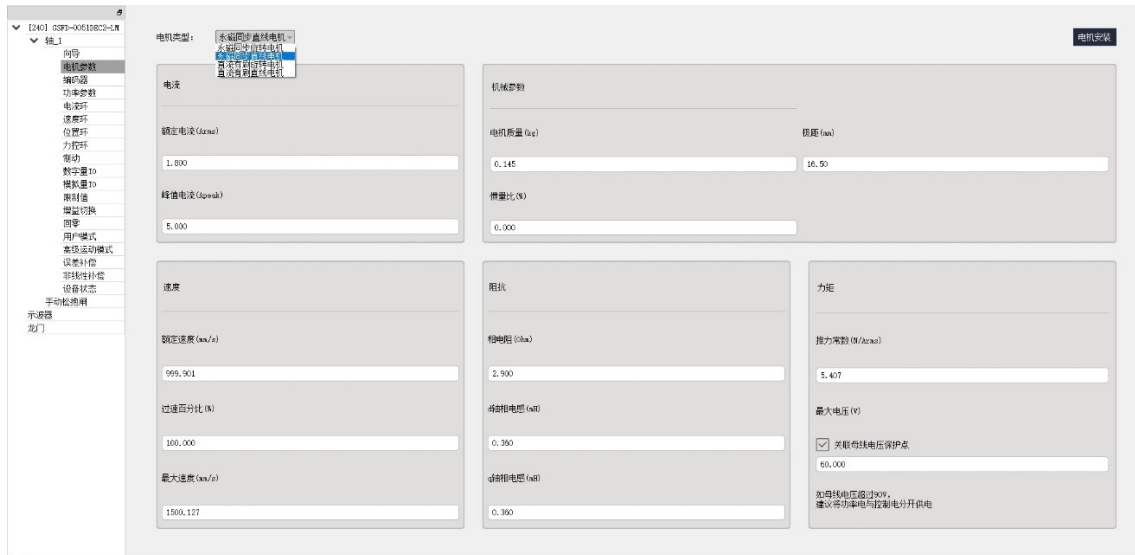 [240] GSFD-0051DEC2-LM
轴_1
向导
电机参数
编码器
功率参数
电流环
速度环
位置环
力控环
制动
数字量IO
模拟量IO
限制值
增益切换
回零
用户模式
高级运动模式
误差补偿
非线性补偿
设备状态
手动松抱闸
示波器
龙门
电机类型：
永磁同步直线电机
永磁同步旋转电机
永磁同步直线电机
直流有刷旋转电机
直流有刷直线电机
电机安装
电流
额定电流(Arms)
1.800
峰值电流(Apeak)
5.000
机械参数
电机质量(kg)
0.145
极距(mm)
16.50
惯量比(%)
0.000
速度
额定速度(mm/s)
999.901
过速百分比(%)
100.000
最大速度(mm/s)
1500.127
阻抗
相电阻(Ohm)
2.900
d轴相电感(mH)
0.360
q轴相电感(mH)
0.360
力矩
推力常数(N/Arms)
5.407
最大电压(V)
关联母线电压保护点
60.000
如母线电压超过90V,
建议将功率电与控制电分开供电